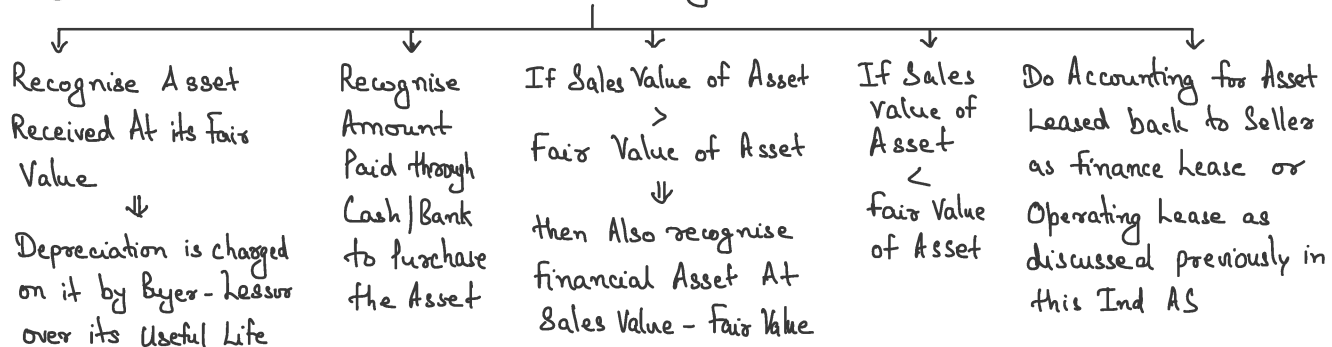 Recognise Asset
Received At its Fair
Value
⇓
Depreciation is charged
on it by Buyer-Lessor
over its Useful Life
Recognise
Amount
Paid through
Cash/Bank
to Purchase
the Asset
If Sales Value of Asset
>
Fair Value of Asset
⇓
then Also recognise
Financial Asset At
Sales Value - Fair Value
If Sales
value of
Asset
<
Fair Value
of Asset
Do Accounting for Asset
Leased back to Seller
as finance Lease or
Operating Lease as
discussed previously in
this Ind AS